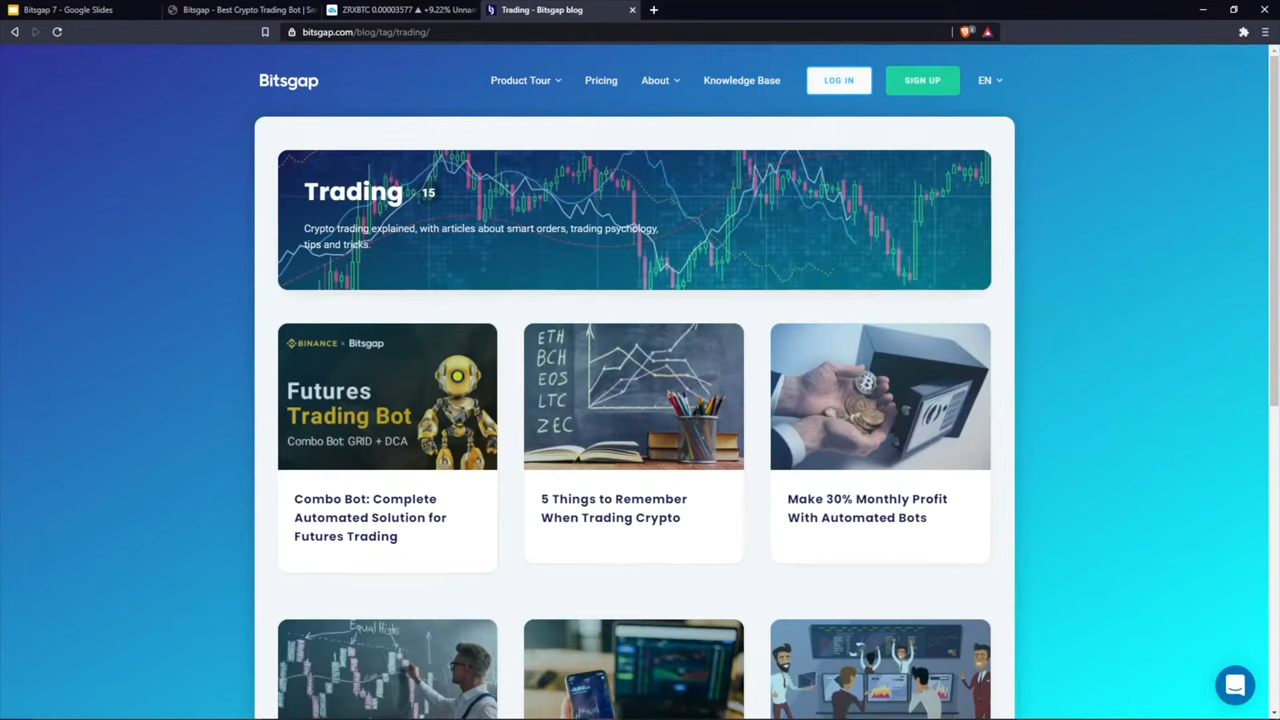 Bitsgap 7 - Google Slides
Bitsgap - Best Crypto Trading Bot | Sm
ZRXBTC 0.00003577 ▲ +9.22% Unnam
Trading - Bitsgap blog
bitsgap.com/blog/tag/trading/
Bitsgap
Product Tour
Pricing
About
Knowledge Base
LOG IN
SIGN UP
EN
Trading 15
Crypto trading explained, with articles about smart orders, trading psychology,
tips and tricks.
BINANCE × Bitsgap
Futures
Trading Bot
Combo Bot: GRID + DCA
ETH
BCH
EOS
LTC
ZEC
Combo Bot: Complete
Automated Solution for
Futures Trading
5 Things to Remember
When Trading Crypto
Make 30% Monthly Profit
With Automated Bots
Equal Highs